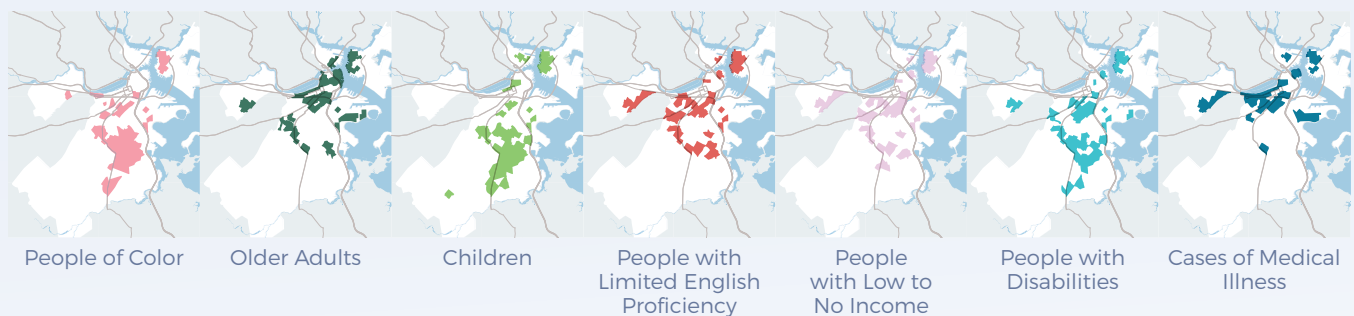 People of Color
Older Adults
Children
People with
Limited English
Proficiency
People
with Low to
No Income
People with
Disabilities
Cases of Medical
Illness